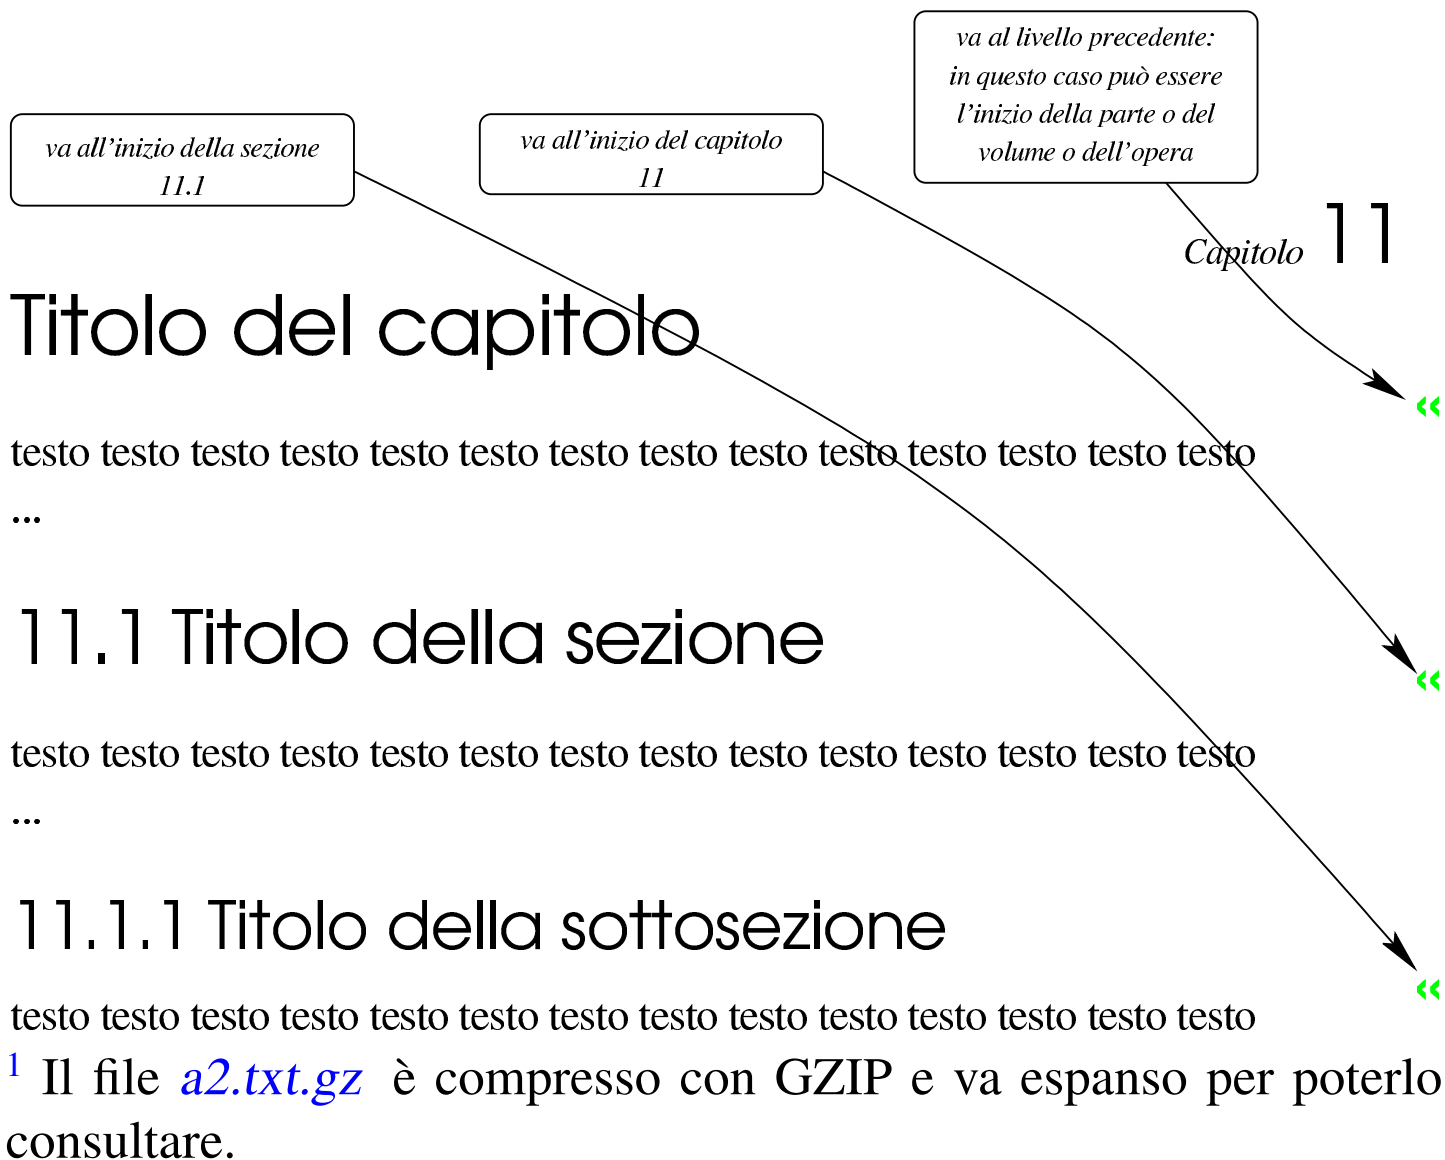 va al livello precedente:
in questo caso può essere
l'inizio della parte o del
volume o dell'opera
va all'inizio della sezione
11.1
va all'inizio del capitolo
11
Capitolo 11
Titolo del capitolo
«
testo testo testo testo testo testo testo testo testo testo testo testo testo testo
...
11.1 Titolo della sezione
«
testo testo testo testo testo testo testo testo testo testo testo testo testo testo
...
11.1.1 Titolo della sottosezione
«
testo testo testo testo testo testo testo testo testo testo testo testo testo testo
1 Il file a2.txt.gz è compresso con GZIP e va espanso per poterlo
consultare.